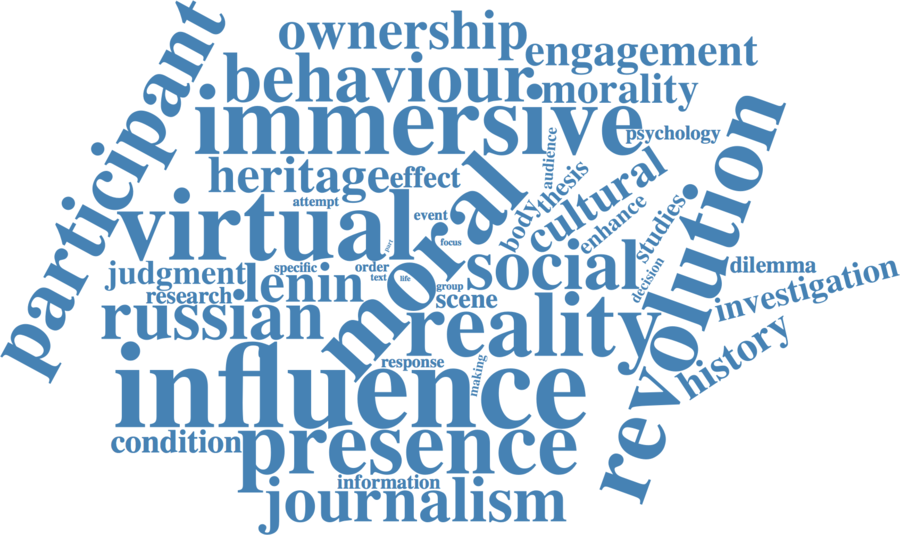 participant
ownership
engagement
behaviour
morality
immersive
psychology
audience
heritage
effect
thesis
body
cultural
attempt
virtual
event
moral
enhance
studies
revolution
part
focus
judgment
specific
order
social
decision
dilemma
research
lenin
text
life
group
scene
investigation
russian
reality
history
response
making
influence
condition
presence
information
journalism